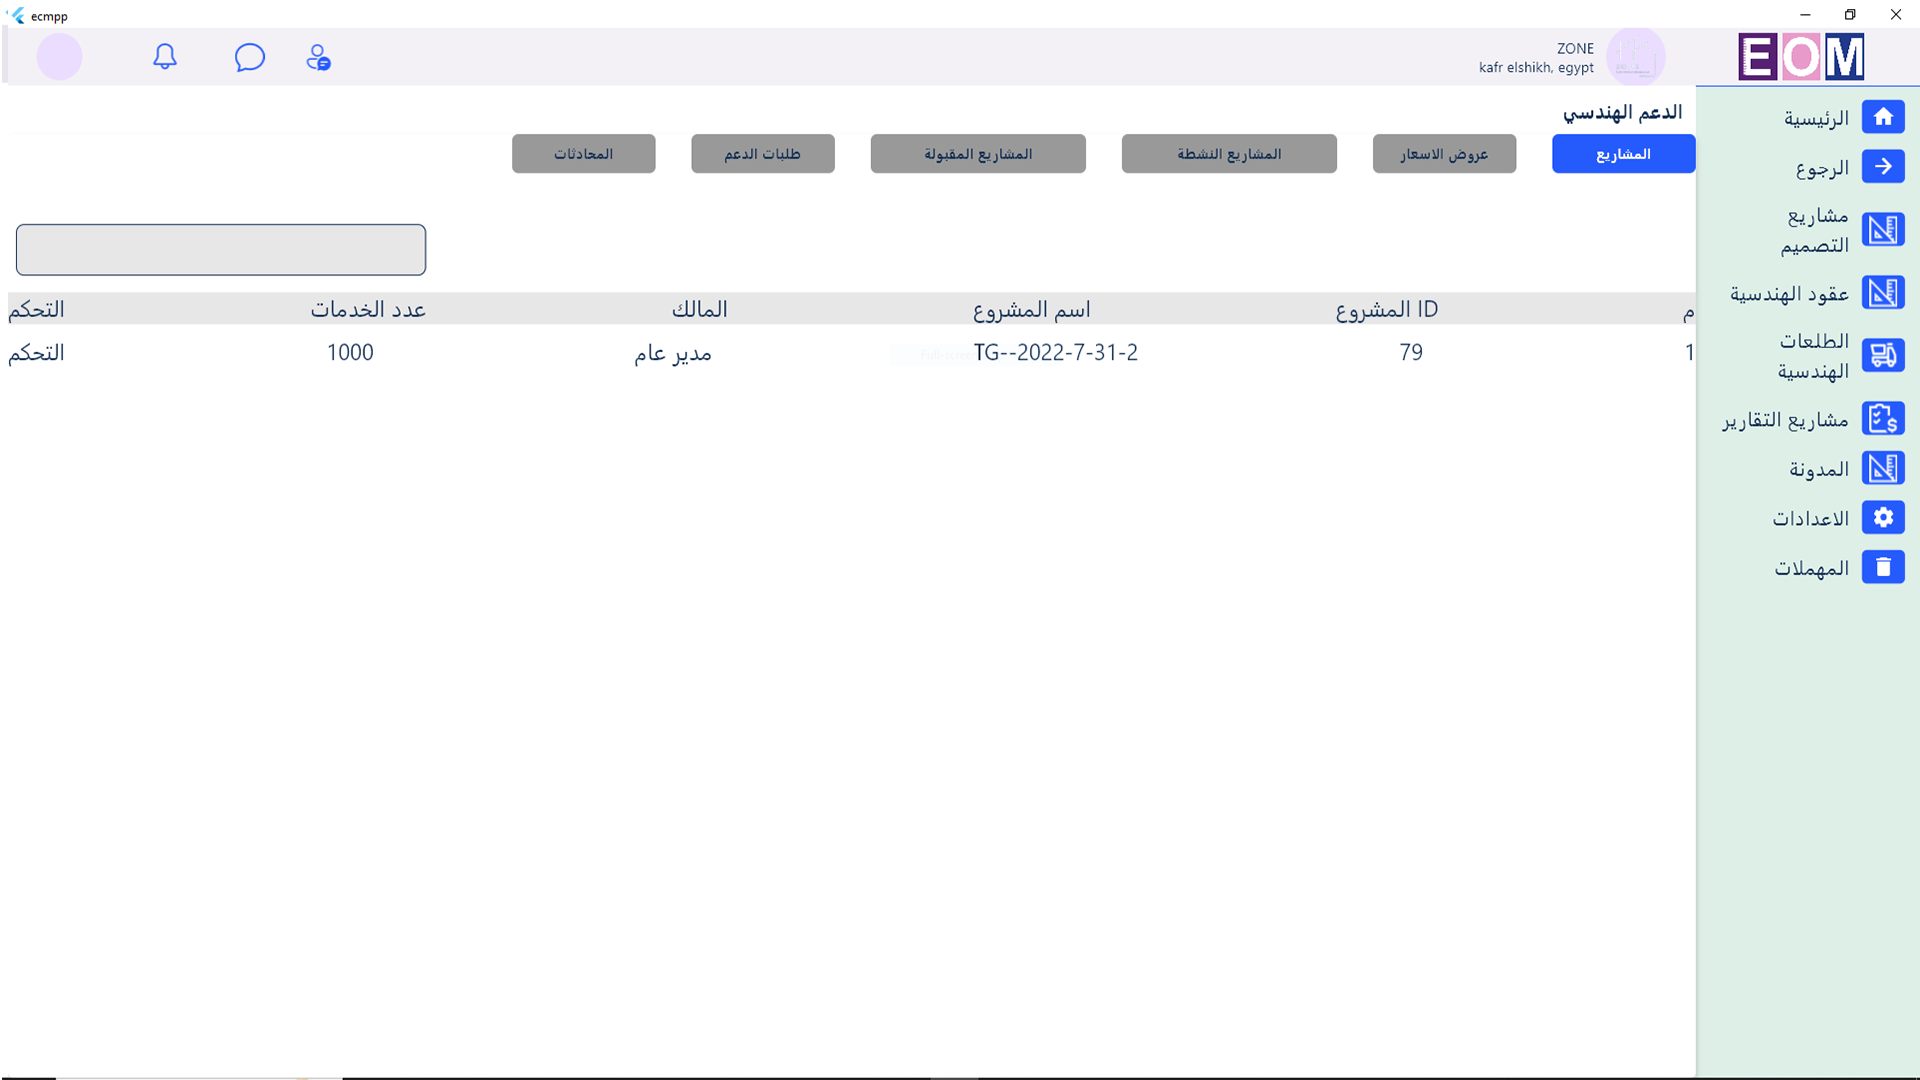 ecmpp
ZONE
kafr elshikh, egypt
EOM
الدعم الهندسي
المشاريع
عروض الاسعار
المشاريع النشطة
المشاريع المقبولة
طلبات الدعم
المحادثات
م
ID المشروع
اسم المشروع
المالك
عدد الخدمات
التحكم
1
79
TG--2022-7-31-2
مدير عام
1000
التحكم
الرئيسية
الرجوع
مشاريع
التصميم
عقود الهندسية
الطلعات
الهندسية
مشاريع التقارير
المدونة
الاعدادات
المهملات